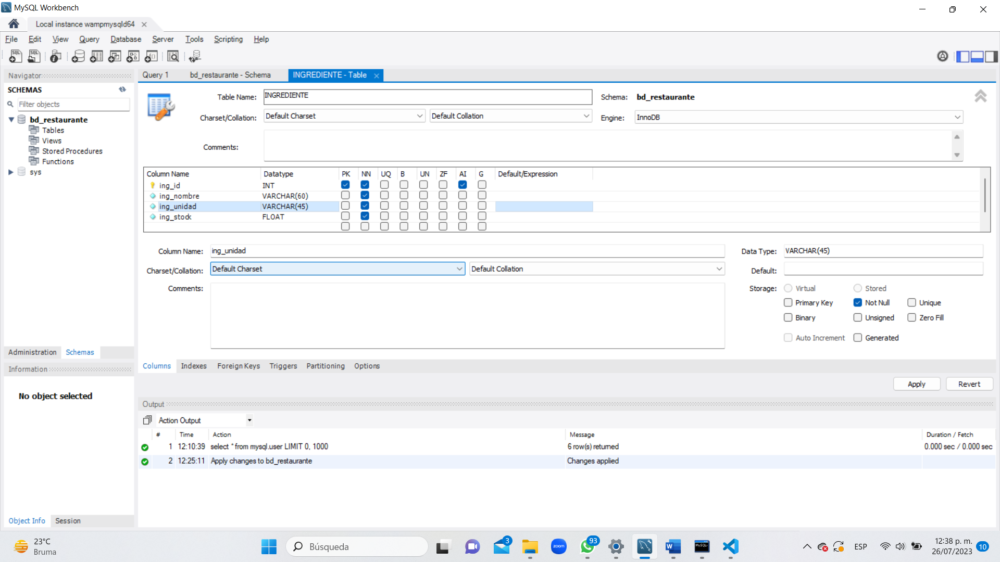 MySQL Workbench
Local instance wampmysqld64
File Edit View Query Database Server Tools Scripting Help
Navigator
Query 1 bd_restaurante - Schema INGREDIENTE - Table
SCHEMAS
Filter objects
bd_restaurante
Tables
Views
Stored Procedures
Functions
sys
Table Name: INGREDIENTE Schema: bd_restaurante
Charset/Collation: Default Charset Default Collation Engine: InnoDB
Comments:
Column Name Datatype PK NN UQ B UN ZF AI G Default/Expression
ing_id INT
ing_nombre VARCHAR(60)
ing_unidad VARCHAR(45)
ing_stock FLOAT
Column Name: ing_unidad Data Type: VARCHAR(45)
Charset/Collation: Default Charset Default Collation Default:
Comments: Storage: Virtual Stored
Primary Key Not Null Unique
Binary Unsigned Zero Fill
Auto Increment Generated
Administration Schemas
Columns Indexes Foreign Keys Triggers Partitioning Options
Information
No object selected
Apply Revert
Output
Action Output
# Time Action Message Duration / Fetch
1 12:10:39 select * from mysql.user LIMIT 0, 1000 6 row(s) returned 0.000 sec / 0.000 sec
2 12:25:11 Apply changes to bd_restaurante Changes applied
Object Info Session
23°C
Bruma
Búsqueda
3
zoom
93
W
MySQL
ESP
12:38 p. m.
26/07/2023
10